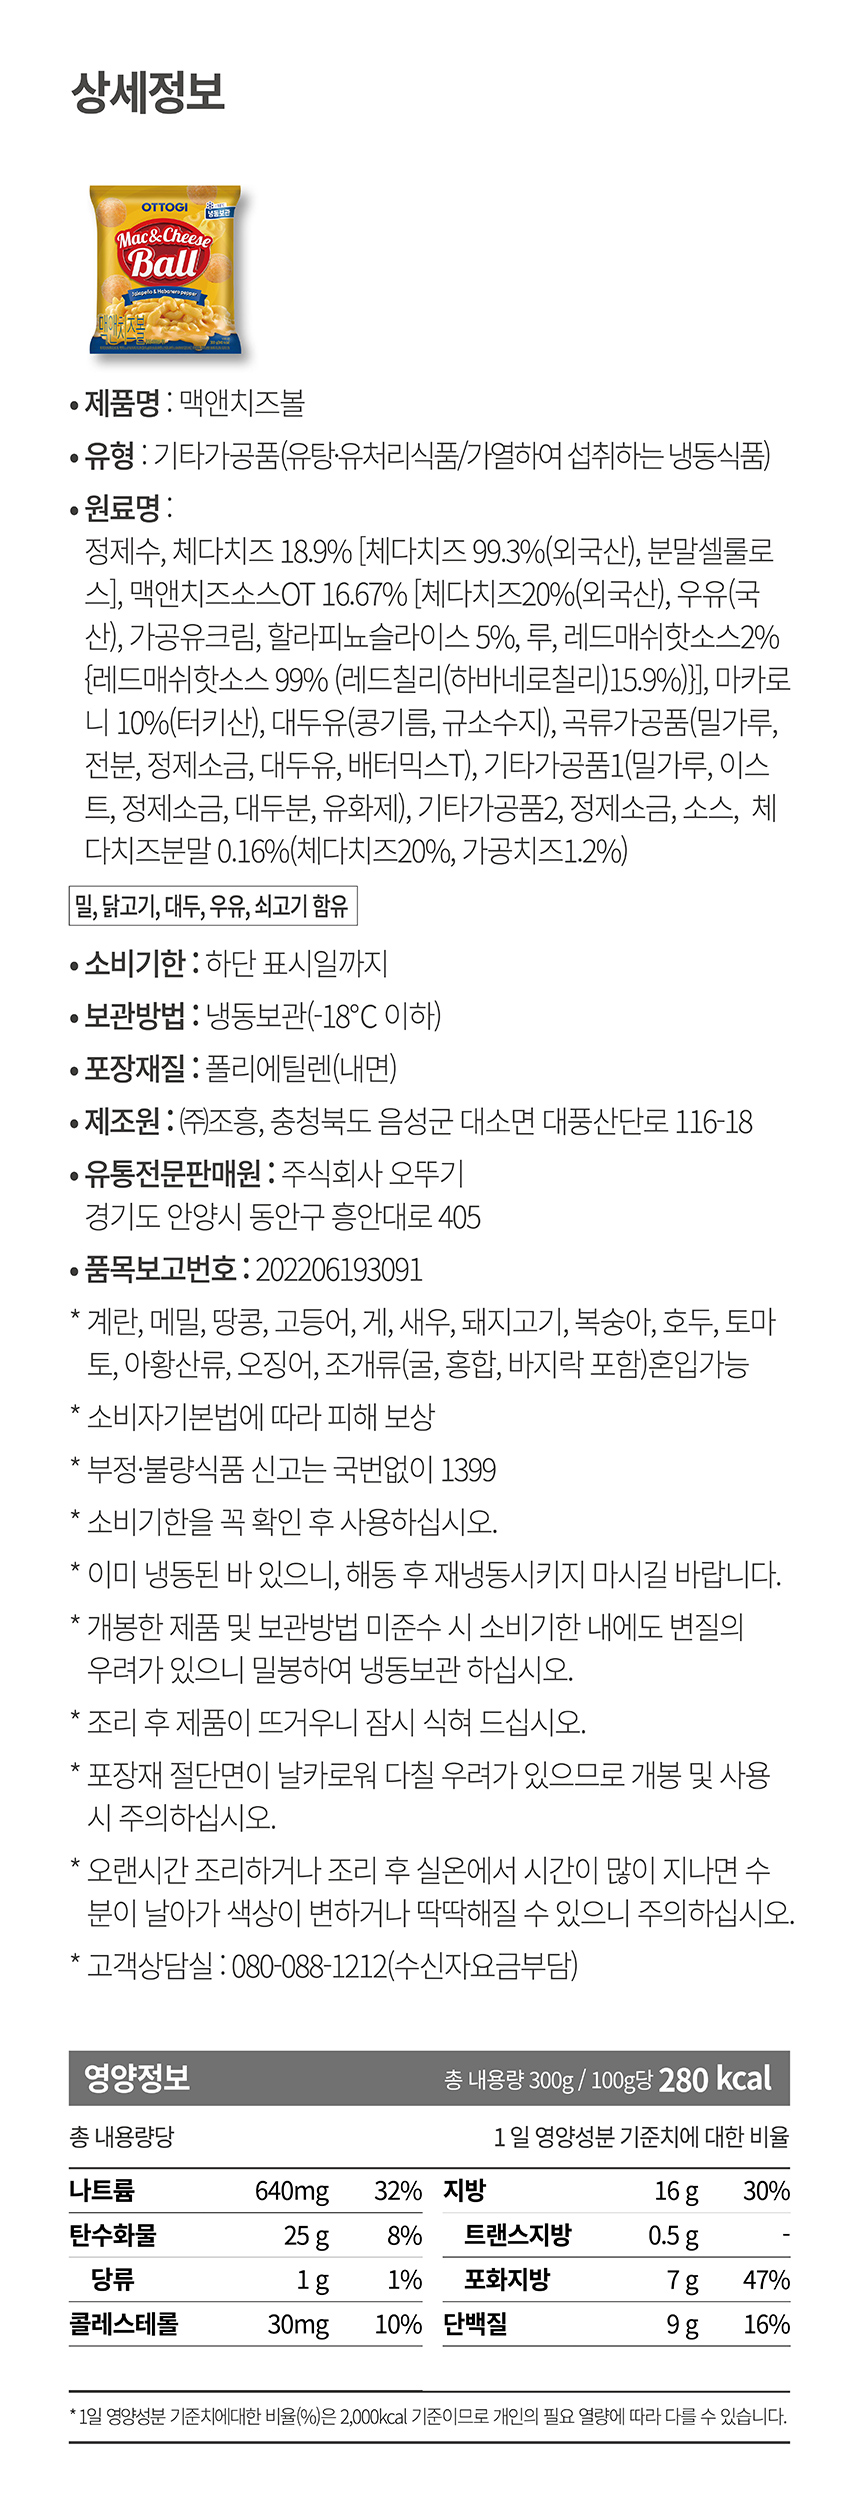 상세정보
OTTOGI
냉동보관
Mac&Cheese
Ball
Jalapeño & Habanero pepper
맥앤치즈볼
• 제품명 : 맥앤치즈볼
• 유형 : 기타가공품(유탕·유처리식품/가열하여 섭취하는 냉동식품)
• 원료명 :
정제수, 체다치즈 18.9% [체다치즈 99.3%(외국산), 분말셀룰로
스], 맥앤치즈소스OT 16.67% [체다치즈20%(외국산), 우유(국
산), 가공유크림, 할라피뇨슬라이스 5%, 루, 레드매쉬핫소스2%
{레드매쉬핫소스 99% (레드칠리(하바네로칠리)15.9%)}], 마카로
니 10%(터키산), 대두유(콩기름, 규소수지), 곡류가공품(밀가루,
전분, 정제소금, 대두유, 배터믹스T), 기타가공품1(밀가루, 이스
트, 정제소금, 대두분, 유화제), 기타가공품2, 정제소금, 소스, 체
다치즈분말 0.16%(체다치즈20%, 가공치즈1.2%)
밀, 닭고기, 대두, 우유, 쇠고기 함유
• 소비기한 : 하단 표시일까지
• 보관방법 : 냉동보관(-18°C 이하)
• 포장재질 : 폴리에틸렌(내면)
• 제조원 : ㈜조흥, 충청북도 음성군 대소면 대풍산단로 116-18
• 유통전문판매원 : 주식회사 오뚜기
경기도 안양시 동안구 흥안대로 405
• 품목보고번호 : 202206193091
* 계란, 메밀, 땅콩, 고등어, 게, 새우, 돼지고기, 복숭아, 호두, 토마
토, 아황산류, 오징어, 조개류(굴, 홍합, 바지락 포함)혼입가능
* 소비자기본법에 따라 피해 보상
* 부정·불량식품 신고는 국번없이 1399
* 소비기한을 꼭 확인 후 사용하십시오.
* 이미 냉동된 바 있으니, 해동 후 재냉동시키지 마시길 바랍니다.
* 개봉한 제품 및 보관방법 미준수 시 소비기한 내에도 변질의
우려가 있으니 밀봉하여 냉동보관 하십시오.
* 조리 후 제품이 뜨거우니 잠시 식혀 드십시오.
* 포장재 절단면이 날카로워 다칠 우려가 있으므로 개봉 및 사용
시 주의하십시오.
* 오랜시간 조리하거나 조리 후 실온에서 시간이 많이 지나면 수
분이 날아가 색상이 변하거나 딱딱해질 수 있으니 주의하십시오.
* 고객상담실 : 080-088-1212(수신자요금부담)
영양정보 총 내용량 300g / 100g당 280 kcal
총 내용량당 1일 영양성분 기준치에 대한 비율
나트륨 640mg 32% 지방 16 g 30%
탄수화물 25 g 8% 트랜스지방 0.5 g -
당류 1 g 1% 포화지방 7 g 47%
콜레스테롤 30mg 10% 단백질 9 g 16%
* 1일 영양성분 기준치에대한 비율(%)은 2,000kcal 기준이므로 개인의 필요 열량에 따라 다를 수 있습니다.